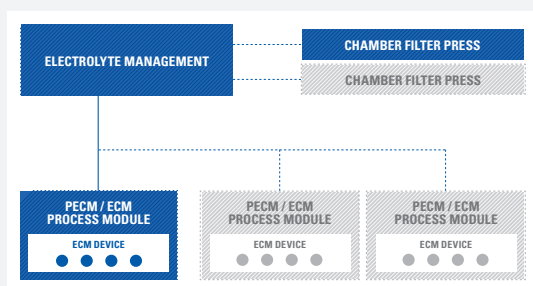 ELECTROLYTE MANAGEMENT
CHAMBER FILTER PRESS
CHAMBER FILTER PRESS
PECM / ECM
PROCESS MODULE
ECM DEVICE
PECM / ECM
PROCESS MODULE
ECM DEVICE
PECM / ECM
PROCESS MODULE
ECM DEVICE